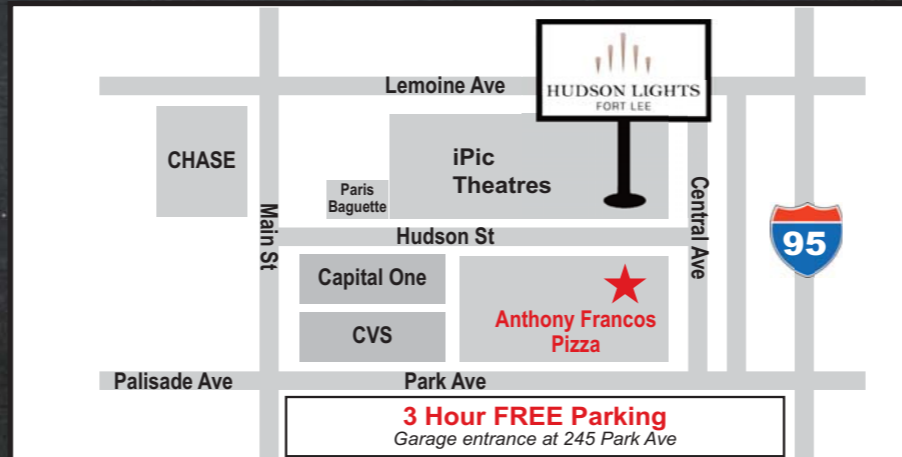 Lemoine Ave
HUDSON LIGHTS
FORT LEE
CHASE
iPic
Theatres
Paris
Baguette
Main St
Central Ave
Hudson St
95
Capital One
CVS
Anthony Francos
Pizza
Palisade Ave
Park Ave
3 Hour FREE Parking
Garage entrance at 245 Park Ave